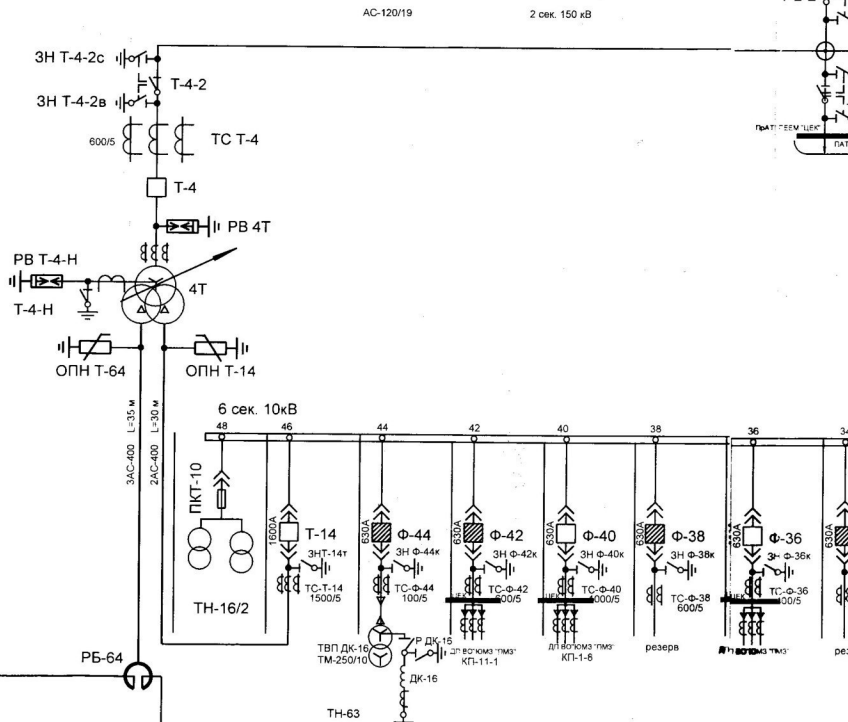 АС-120/19
2 сек. 150 кВ
ЗН Т-4-2с
Т-4-2
ЗН Т-4-2в
600/5
ТС Т-4
Т-4
РВ 4Т
РВ Т-4-Н
4Т
Т-4-Н
ОПН Т-64
ОПН Т-14
3АС-400 L=35 м
2АС-400 L=30 м
6 сек. 10кВ
48
46
44
42
40
38
36
34
ПКТ-10
1600А
Т-14
630А
Ф-44
630А
Ф-42
630А
Ф-40
630А
Ф-38
630А
Ф-36
630А
ЗНТ-14т
ЗН Ф-44к
ЗН Ф-42к
ЗН Ф-40к
ЗН Ф-38к
ЗН Ф-36к
ТН-16/2
ТС-Т-14
1500/5
ТС-Ф-44
100/5
ТС-Ф-42
600/5
ТС-Ф-40
ТС-Ф-38
600/5
ТС-Ф-36
ТВП ДК-16
ТМ-250/10
Р ДК-16
ДК-16
КП-11-1
КП-1-6
резерв
РБ-64
ТН-63